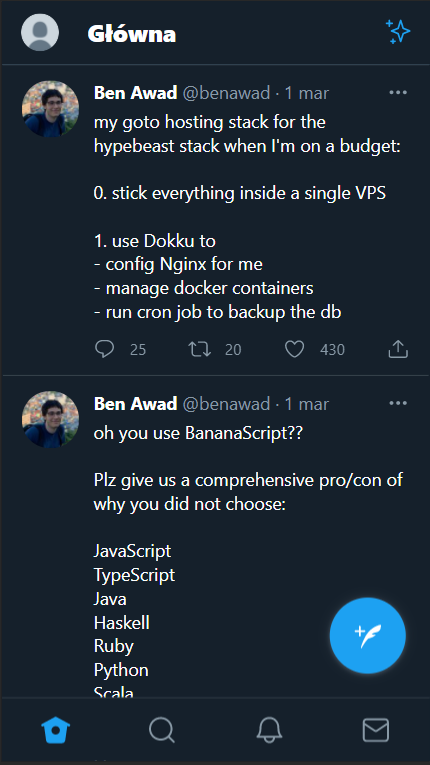 Główna
Ben Awad @benawad · 1 mar
my goto hosting stack for the
hypebeast stack when I'm on a budget:
0. stick everything inside a single VPS
1. use Dokku to
- config Nginx for me
- manage docker containers
- run cron job to backup the db
25 20 430
Ben Awad @benawad · 1 mar
oh you use BananaScript??
Plz give us a comprehensive pro/con of
why you did not choose:
JavaScript
TypeScript
Java
Haskell
Ruby
Python
Scala